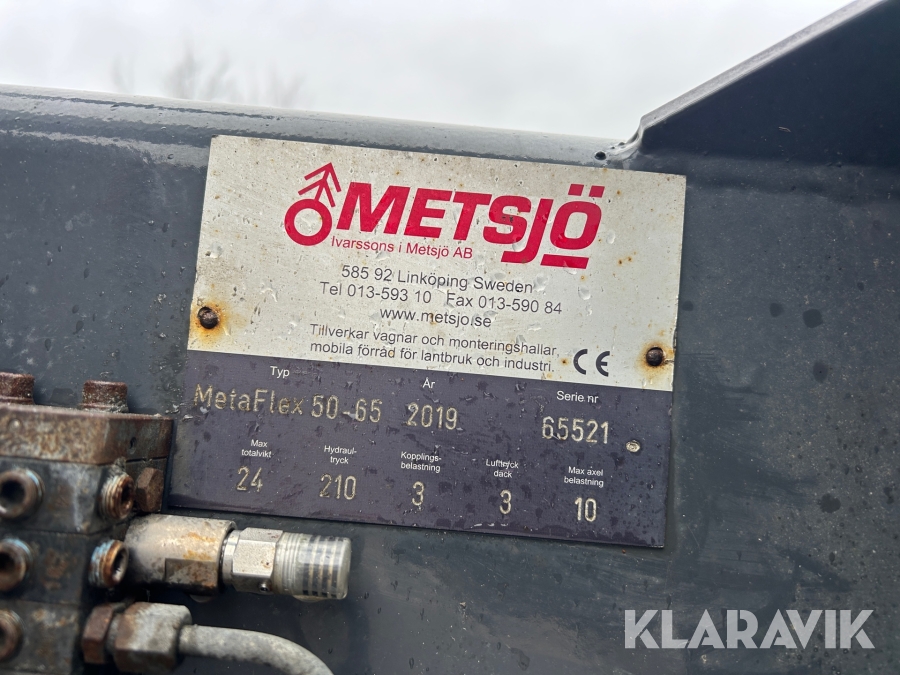 METSJÖ
Ivarssons i Metsjö AB
585 92 Linköping Sweden
Tel 013-593 10 Fax 013-590 84
www.metsjo.se
Tillverkar vagnar och monteringshallar,
mobila förråd för lantbruk och industri.
CE
Typ År Serie.nr
MetaFlex 50-65 2019 65521
Max totalvikt
24
Hydraul-
tryck
210
Kopplings-
belastning
3
Lufttryck
däck
3
Max axel
belastning
10
KLARAVIK